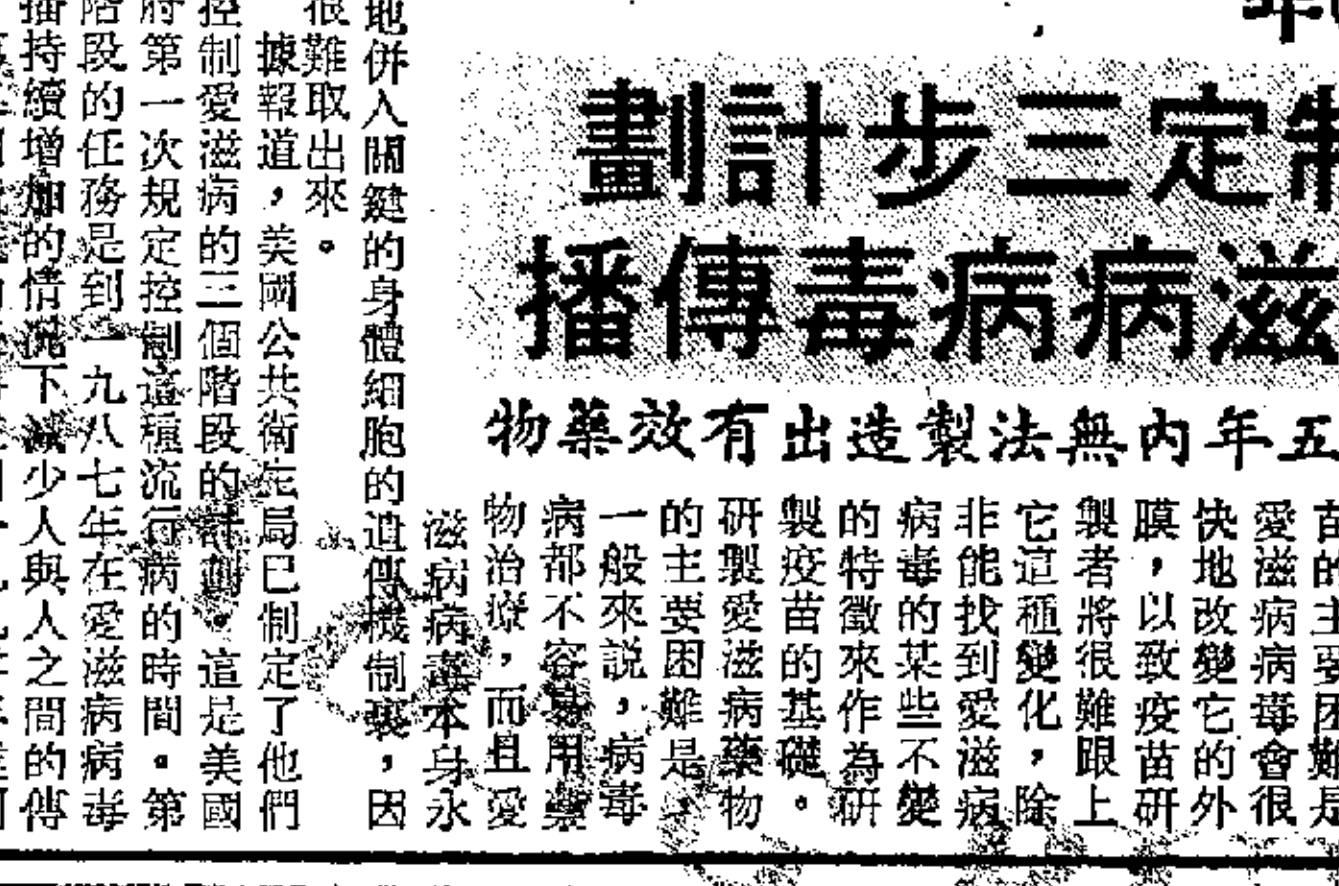 制定三步計劃
滋病病毒傳播
五年內無法製造出有效藥物
苗的主要困難是
愛滋病病毒會很
快地改變它的外
膜，以致疫苗研
製者將很難跟上
它這種變化，除
非能找到愛滋病
病毒的某些不變
的特徵來作為研
製疫苗的基礎。
研製愛滋病藥物
的主要困難是，
一般來說，病毒
病都不容易用藥
物治療，而且愛
滋病病毒本身永
地併入關鍵的身體細胞的遺傳機制裏，因
很難取出來。
據報道，美國公共衛生局已制定了他們
控制愛滋病的三個階段的計劃。這是美國
府第一次規定控制這種流行病的時間。第
階段的任務是到一九八七年在愛滋病病毒
播持續增加的情況下減少人與人之間的傳